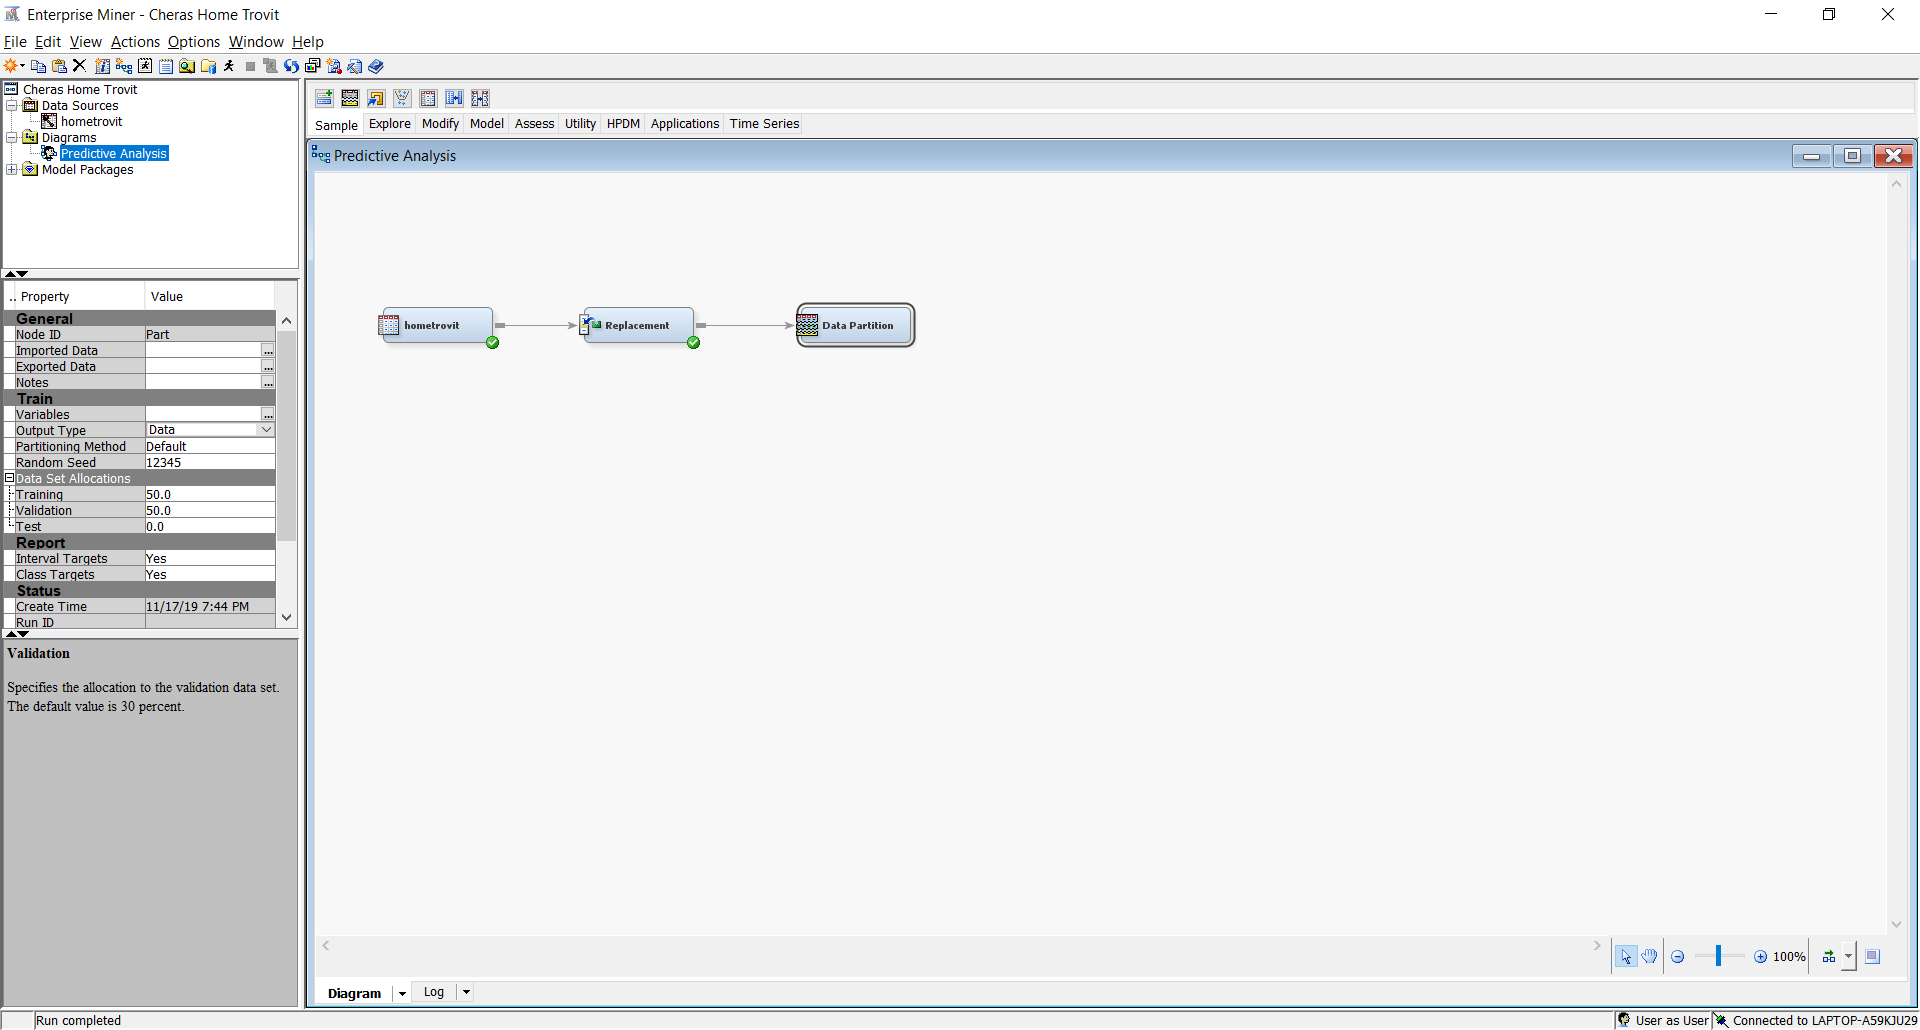 Enterprise Miner - Cheras Home Trovit
File Edit View Actions Options Window Help
Cheras Home Trovit
Data Sources
hometrovit
Diagrams
Predictive Analysis
Model Packages
Sample Explore Modify Model Assess Utility HPDM Applications Time Series
Predictive Analysis
hometrovit
Replacement
Data Partition
.. Property Value
General
Node ID Part
Imported Data ...
Exported Data ...
Notes ...
Train
Variables ...
Output Type Data
Partitioning Method Default
Random Seed 12345
Data Set Allocations
Training 50.0
Validation 50.0
Test 0.0
Report
Interval Targets Yes
Class Targets Yes
Status
Create Time 11/17/19 7:44 PM
Run ID
Validation
Specifies the allocation to the validation data set.
The default value is 30 percent.
100%
Diagram Log
Run completed
User as User Connected to LAPTOP-A59KJU29